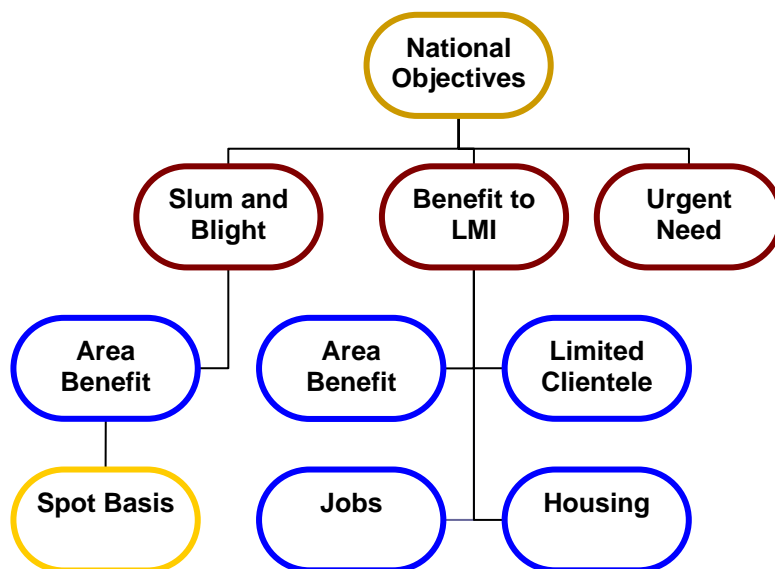 National
Objectives
Slum and
Blight
Benefit to
LMI
Urgent
Need
Area
Benefit
Area
Benefit
Limited
Clientele
Spot Basis
Jobs
Housing